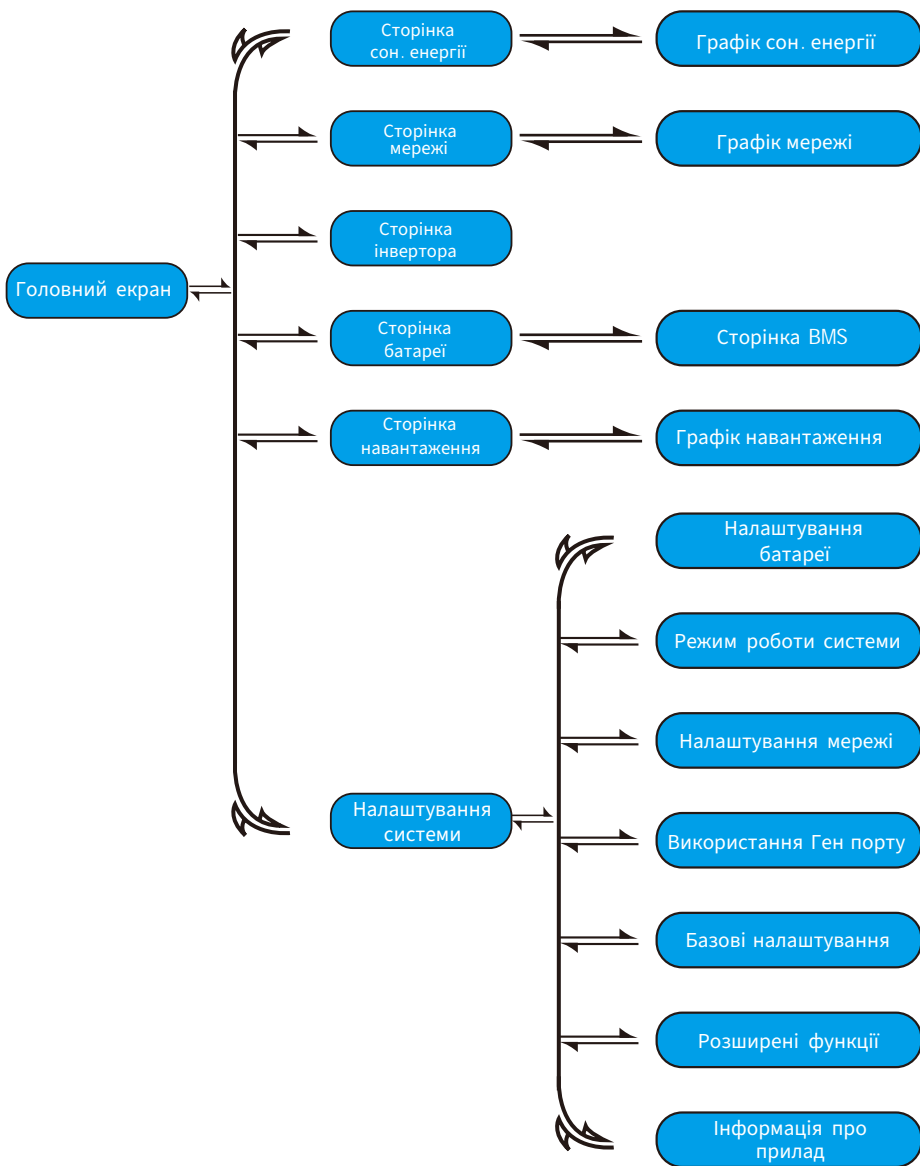 Сторінка
сон. енергії
Графік сон. енергії
Сторінка
мережі
Графік мережі
Сторінка
інвертора
Головний екран
Сторінка
батареї
Сторінка BMS
Сторінка
навантаження
Графік навантаження
Налаштування
батареї
Режим роботи системи
Налаштування мережі
Налаштування
системи
Використання Ген порту
Базові налаштування
Розширені функції
Інформація про
прилад